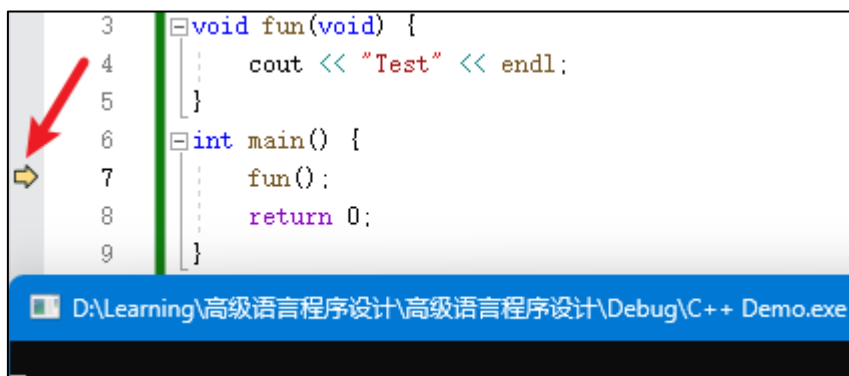 3 void fun(void) {
4 cout << "Test" << endl;
5 }
6 int main() {
7 fun();
8 return 0;
9 }
D:\Learning\高级语言程序设计\高级语言程序设计\Debug\C++ Demo.exe